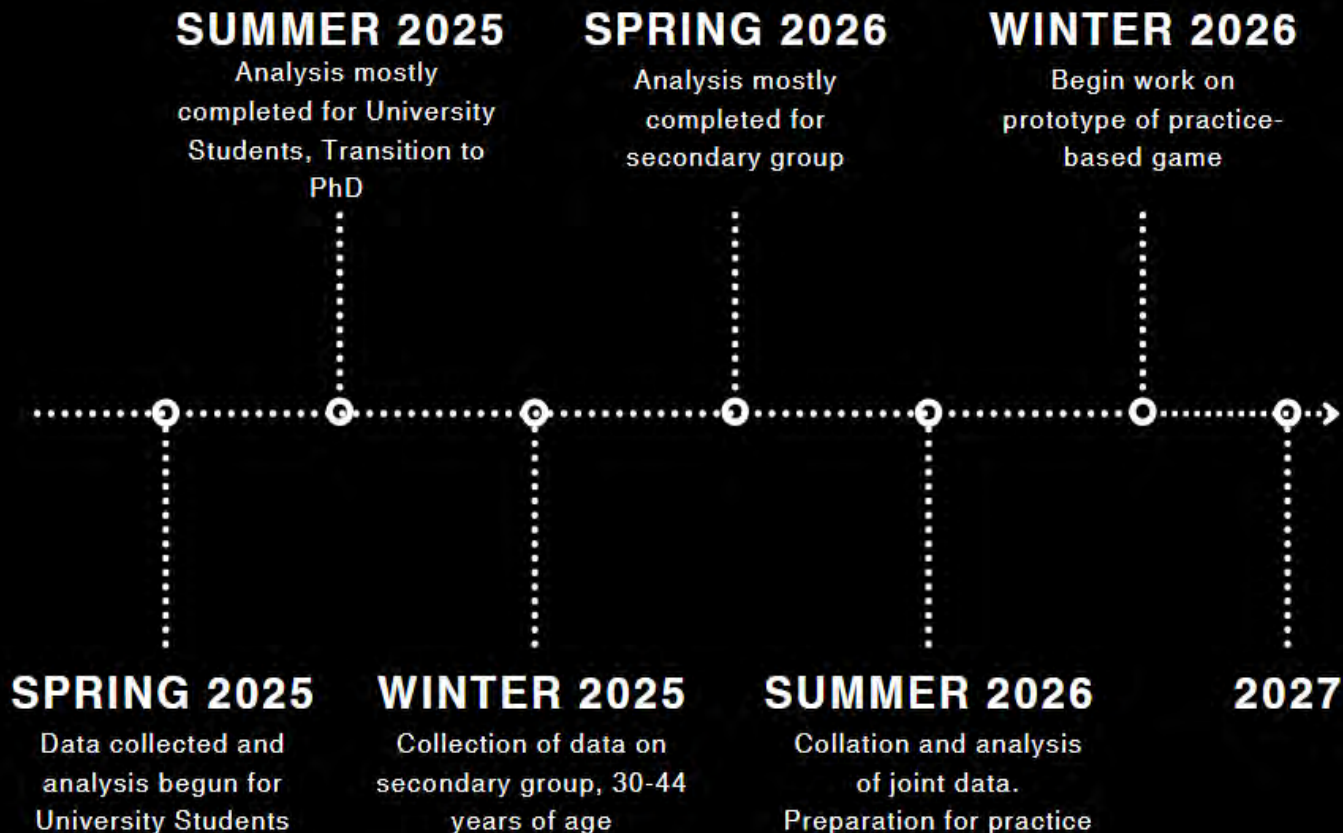 SUMMER 2025
Analysis mostly
completed for University
Students, Transition to
PhD
SPRING 2026
Analysis mostly
completed for
secondary group
WINTER 2026
Begin work on
prototype of practice-
based game
SPRING 2025
Data collected and
analysis begun for
University Students
WINTER 2025
Collection of data on
secondary group, 30-44
years of age
SUMMER 2026
Collation and analysis
of joint data.
Preparation for practice
2027